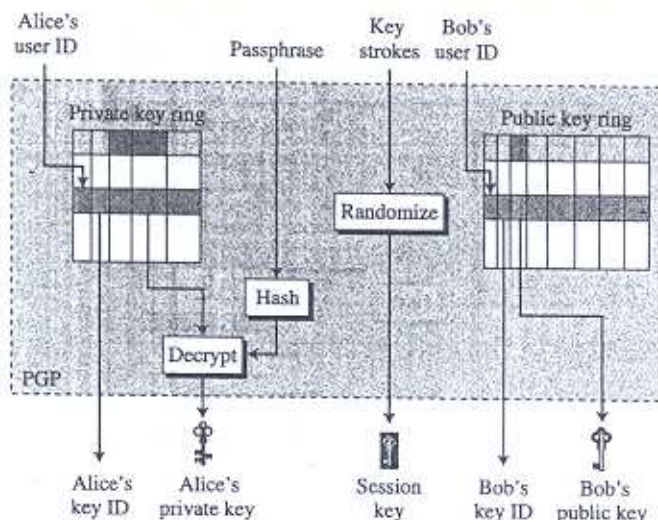 Alice's
user ID
Passphrase
Key
strokes
Bob's
user ID
Private key ring
Public key ring
Randomize
Hash
Decrypt
PGP
Alice's
key ID
Alice's
private key
Session
key
Bob's
key ID
Bob's
public key